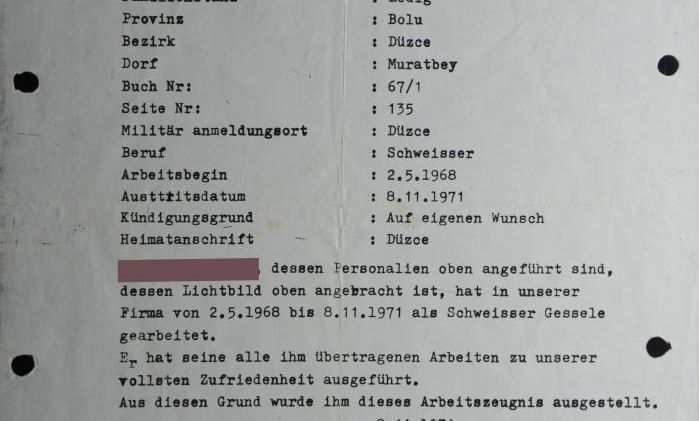 Provinz : Bolu
Bezirk : Düzce
Dorf : Muratbey
Buch Nr: : 67/1
Seite Nr: : 135
Militär anmeldungsort : Düzce
Beruf : Schweisser
Arbeitsbegin : 2.5.1968
Austtritsdatum : 8.11.1971
Kündigungsgrund : Auf eigenen Wunsch
Heimatanschrift : Düzce
, dessen Personalien oben angeführt sind,
dessen Lichtbild oben angebracht ist, hat in unserer
Firma von 2.5.1968 bis 8.11.1971 als Schweisser Gessele
gearbeitet.
Er hat seine alle ihm übertragenen Arbeiten zu unserer
vollsten Zufriedenheit ausgeführt.
Aus diesen Grund wurde ihm dieses Arbeitszeugnis ausgestellt.